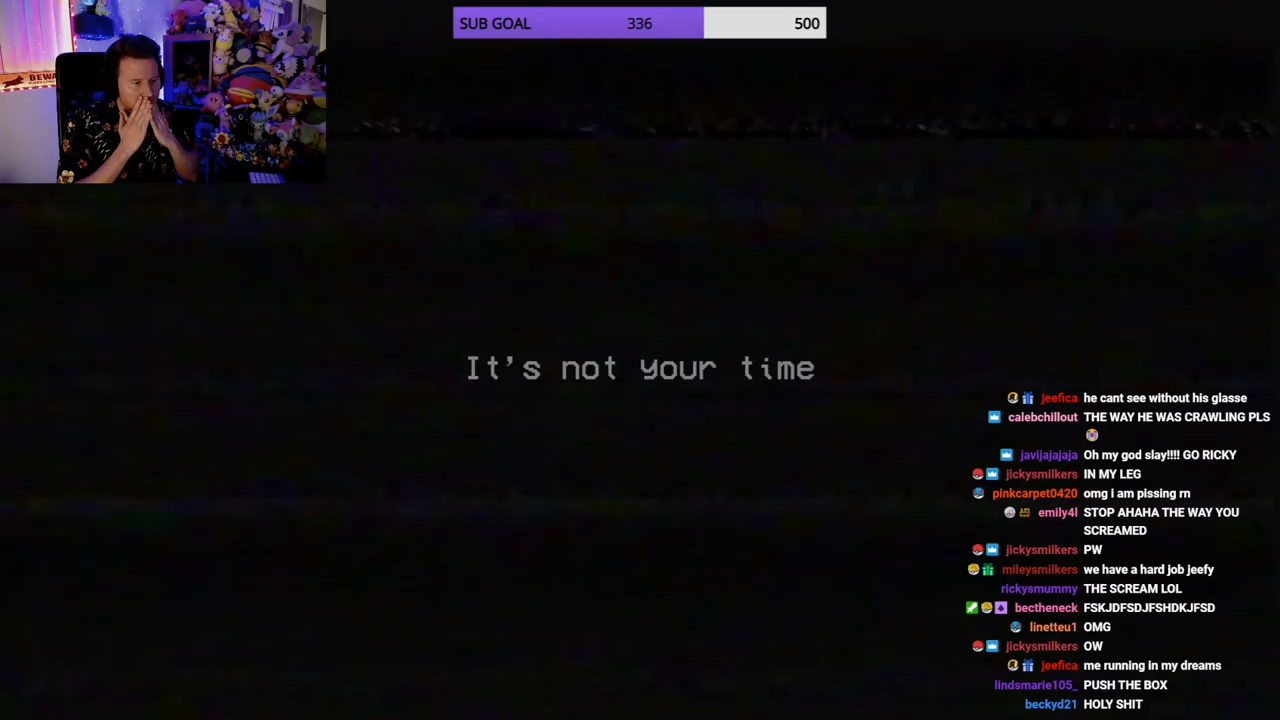 SUB GOAL 336 500
BEWA
It's not your time
jeefica he cant see without his glasse
calebchillout THE WAY HE WAS CRAWLING PLS
javijajajaja Oh my god slay!!!! GO RICKY
jickysmilkers IN MY LEG
pinkcarpet0420 omg i am pissing rn
emily4l STOP AHAHA THE WAY YOU
SCREAMED
jickysmilkers PW
mileysmilkers we have a hard job jeefy
rickysmummy THE SCREAM LOL
bectheneck FSKJDFSDJFSHDKJFSD
linetteu1 OMG
jickysmilkers OW
jeefica me running in my dreams
lindsmarie105_ PUSH THE BOX
beckyd21 HOLY SHIT